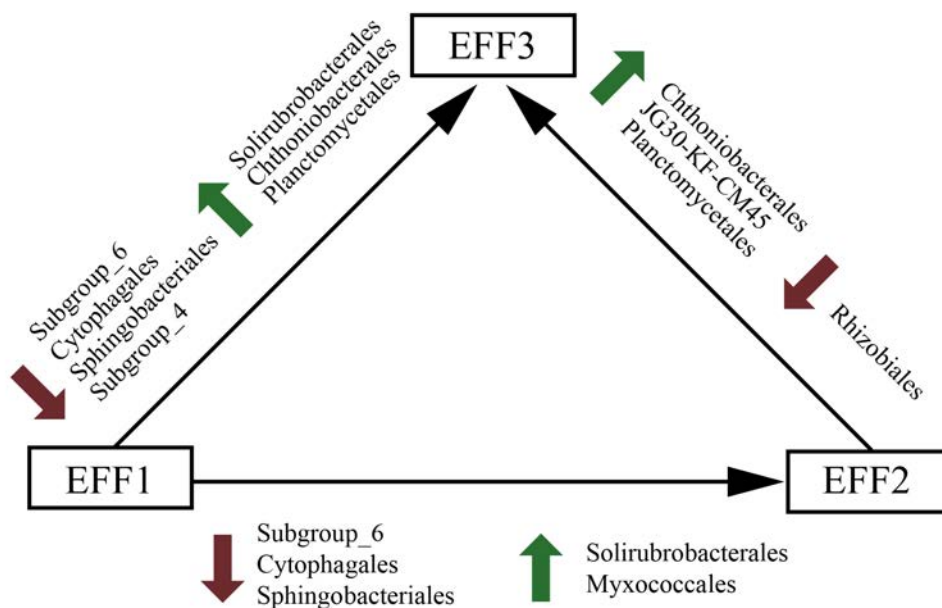 EFF3
Solirubrobacterales
Chthoniobacterales
Planctomycetales
Chthoniobacterales
JG30-KF-CM45
Planctomycetales
Subgroup_6
Cytophagales
Sphingobacteriales
Subgroup_4
Rhizobiales
EFF1
EFF2
Subgroup_6
Cytophagales
Sphingobacteriales
Solirubrobacterales
Myxococcales